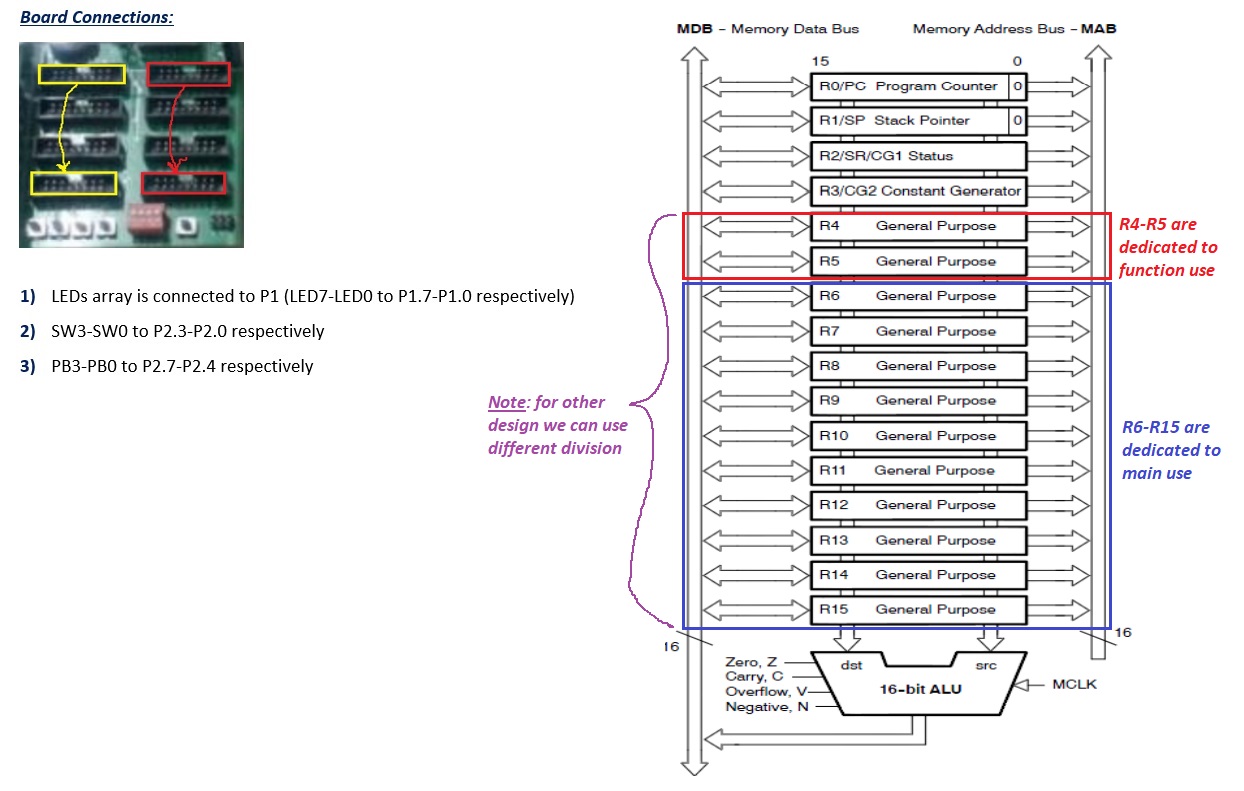 Board Connections:
1) LEDs array is connected to P1 (LED7-LED0 to P1.7-P1.0 respectively)
2) SW3-SW0 to P2.3-P2.0 respectively
3) PB3-PB0 to P2.7-P2.4 respectively
Note: for other
design we can use
different division
MDB – Memory Data Bus
Memory Address Bus – MAB
15
0
R0/PC Program Counter 0
R1/SP Stack Pointer 0
R2/SR/CG1 Status
R3/CG2 Constant Generator
R4 General Purpose
R5 General Purpose
R6 General Purpose
R7 General Purpose
R8 General Purpose
R9 General Purpose
R10 General Purpose
R11 General Purpose
R12 General Purpose
R13 General Purpose
R14 General Purpose
R15 General Purpose
R4-R5 are
dedicated to
function use
R6-R15 are
dedicated to
main use
16
16
Zero, Z
Carry, C
Overflow, V
Negative, N
dst
src
16-bit ALU
MCLK